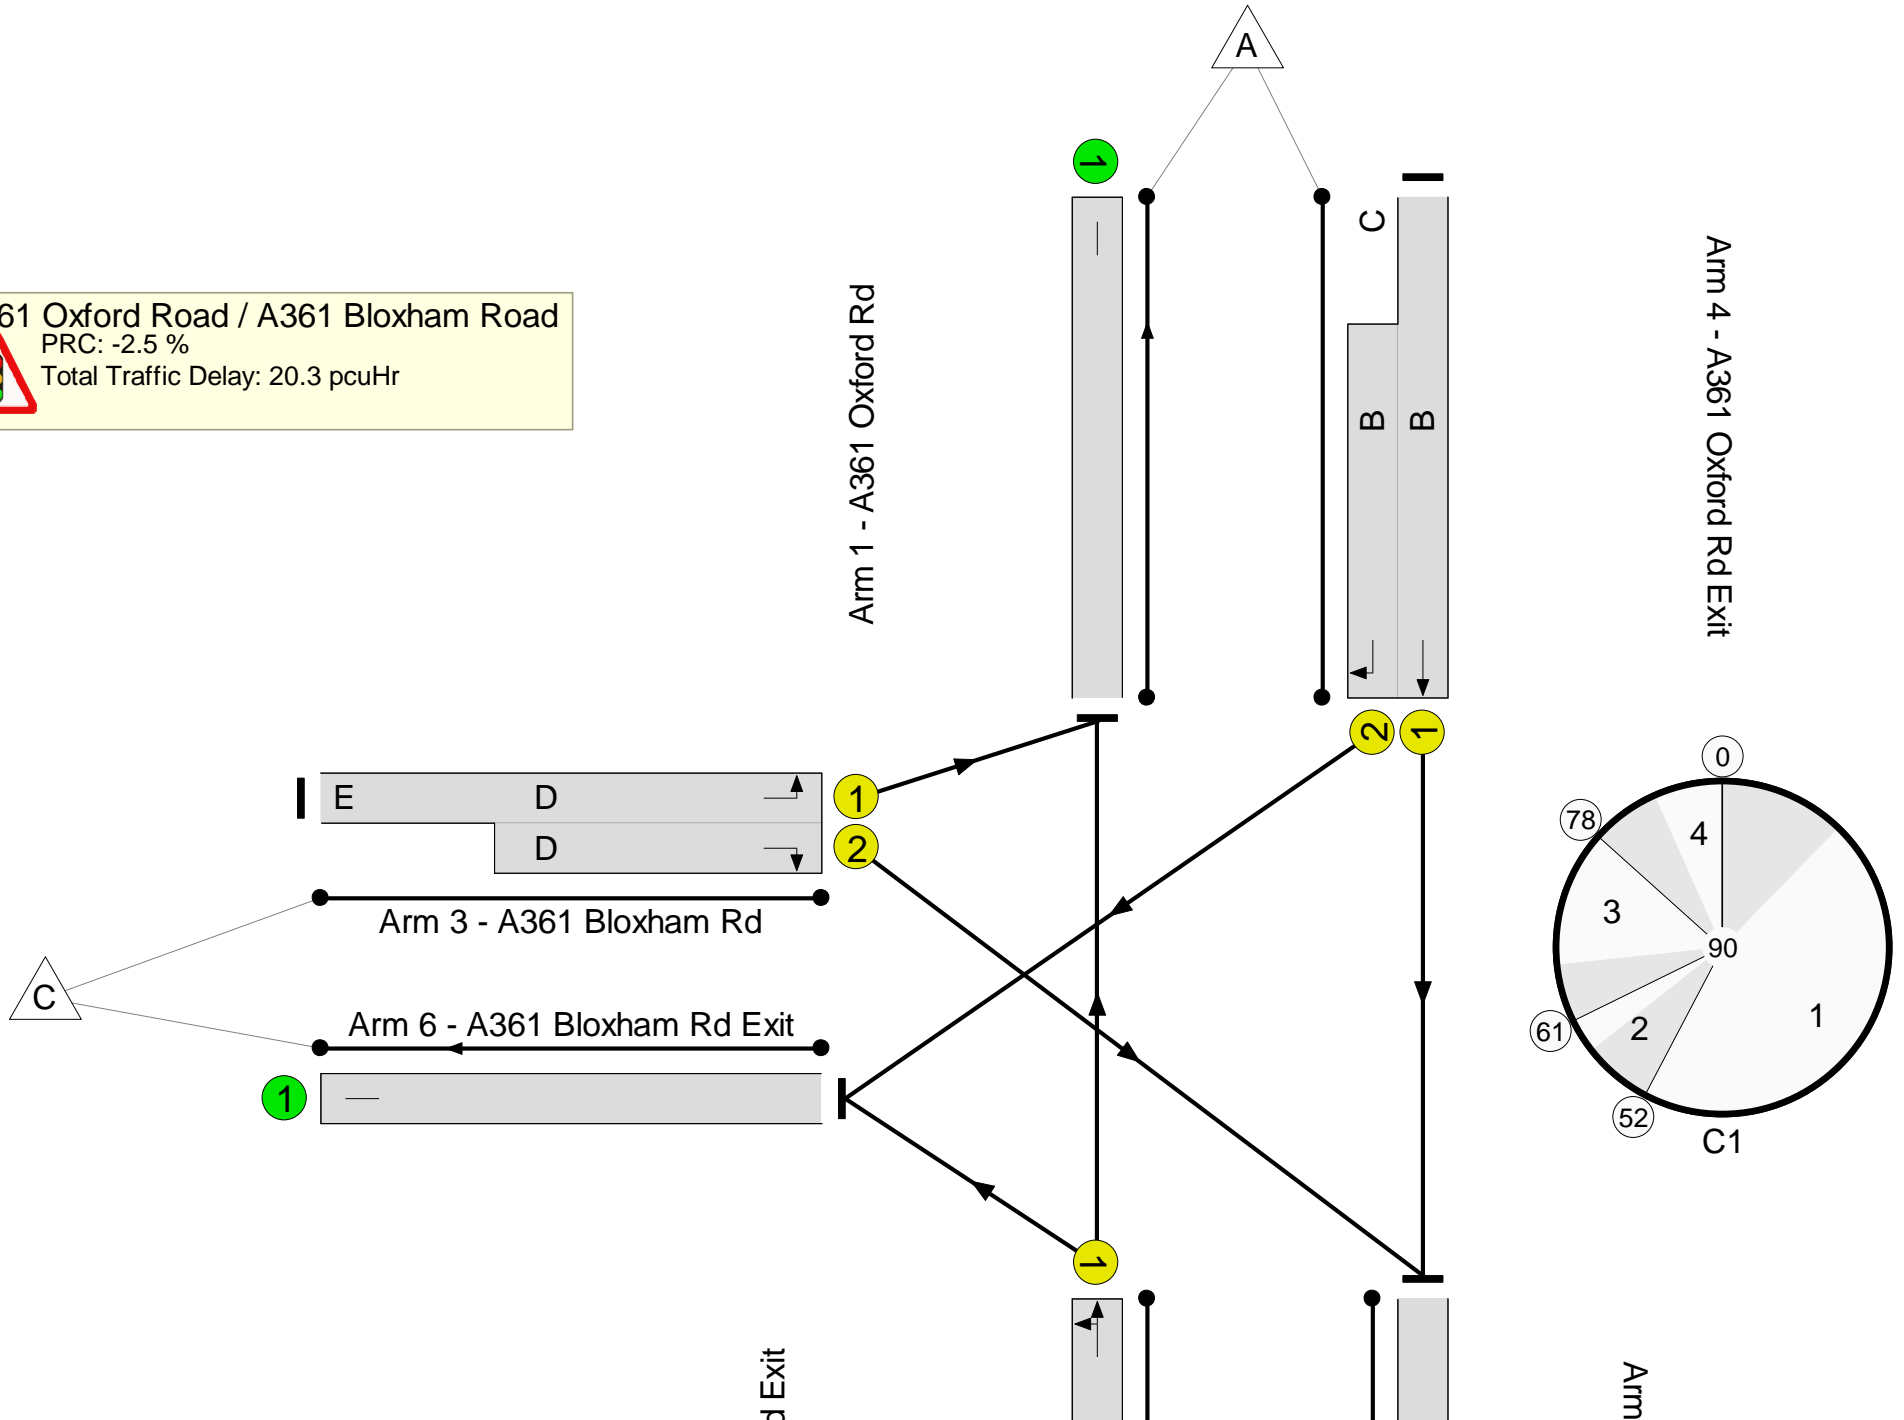 A
1
C
B
B
Arm 1 - A361 Oxford Rd
Arm 4 - A361 Oxford Rd Exit
61 Oxford Road / A361 Bloxham Road
PRC: -2.5 %
Total Traffic Delay: 20.3 pcuHr
2
1
E
D
1
D
2
Arm 3 - A361 Bloxham Rd
C
Arm 6 - A361 Bloxham Rd Exit
1
0
78
4
3
90
1
61
2
52
C1
1
d Exit
Arm